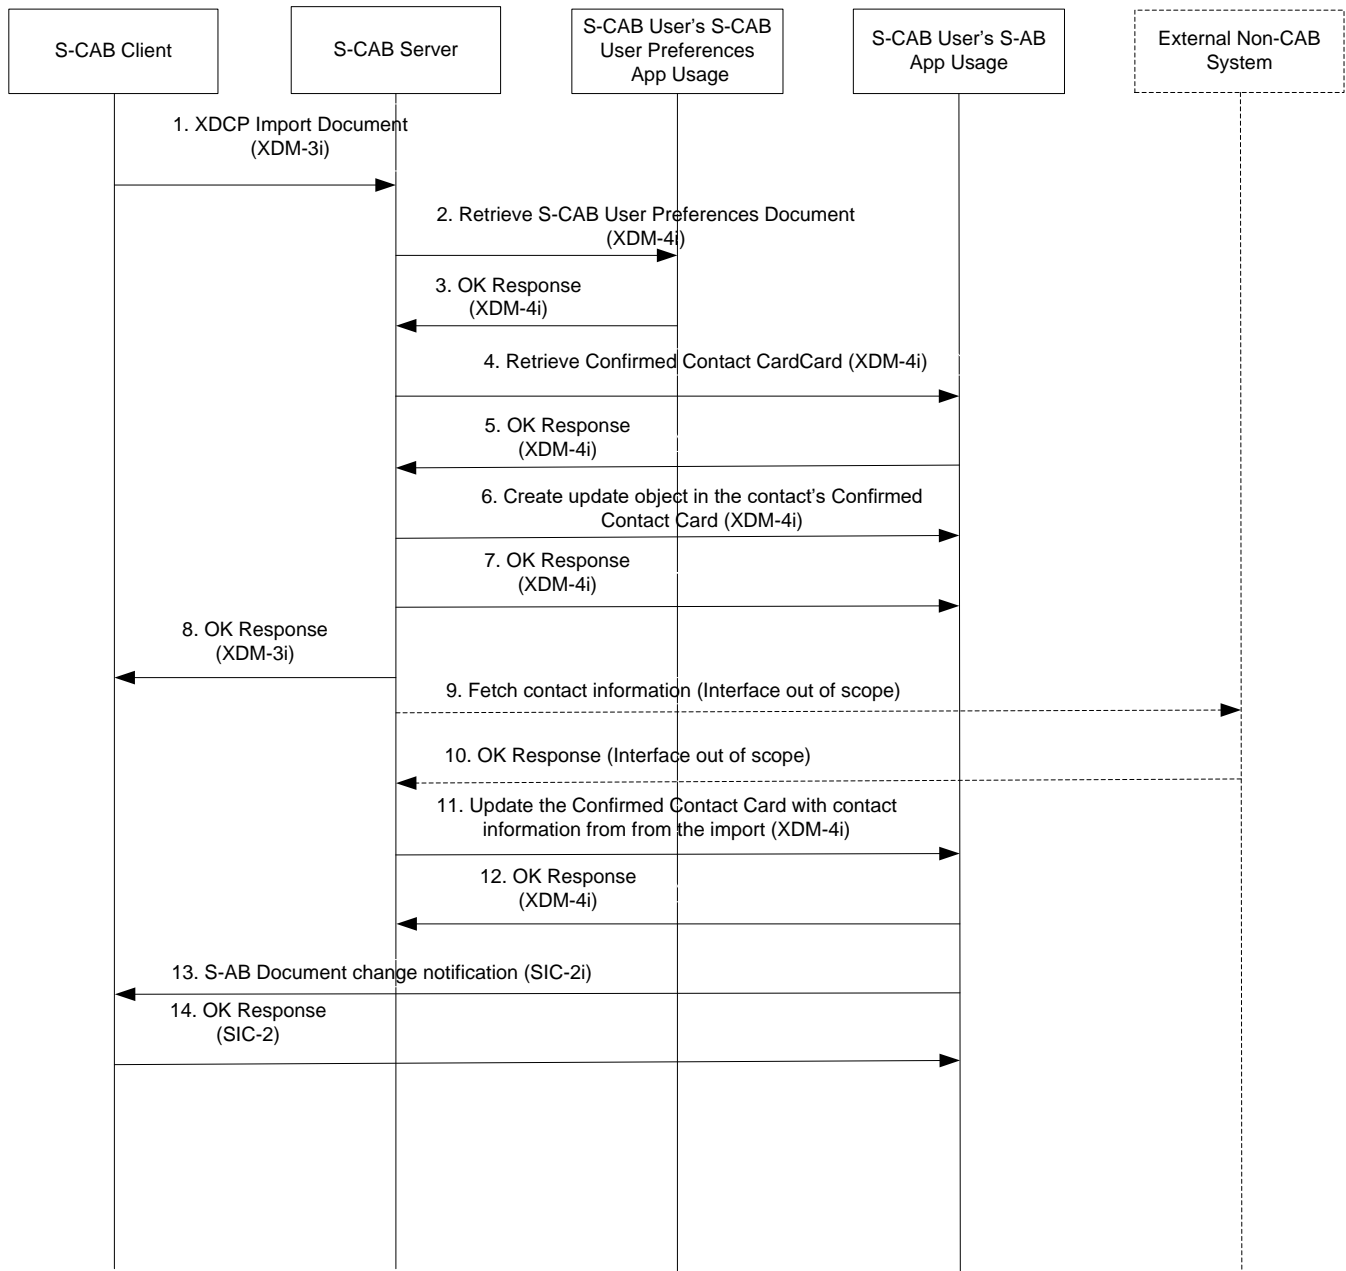 S-CAB Client
S-CAB Server
S-CAB User's S-CAB
User Preferences
App Usage
S-CAB User's S-AB
App Usage
External Non-CAB
System
1. XDCP Import Document
(XDM-3i)
2. Retrieve S-CAB User Preferences Document
(XDM-4i)
3. OK Response
(XDM-4i)
4. Retrieve Confirmed Contact CardCard (XDM-4i)
5. OK Response
(XDM-4i)
6. Create update object in the contact's Confirmed
Contact Card (XDM-4i)
7. OK Response
(XDM-4i)
8. OK Response
(XDM-3i)
9. Fetch contact information (Interface out of scope)
10. OK Response (Interface out of scope)
11. Update the Confirmed Contact Card with contact
information from from the import (XDM-4i)
12. OK Response
(XDM-4i)
13. S-AB Document change notification (SIC-2i)
14. OK Response
(SIC-2)